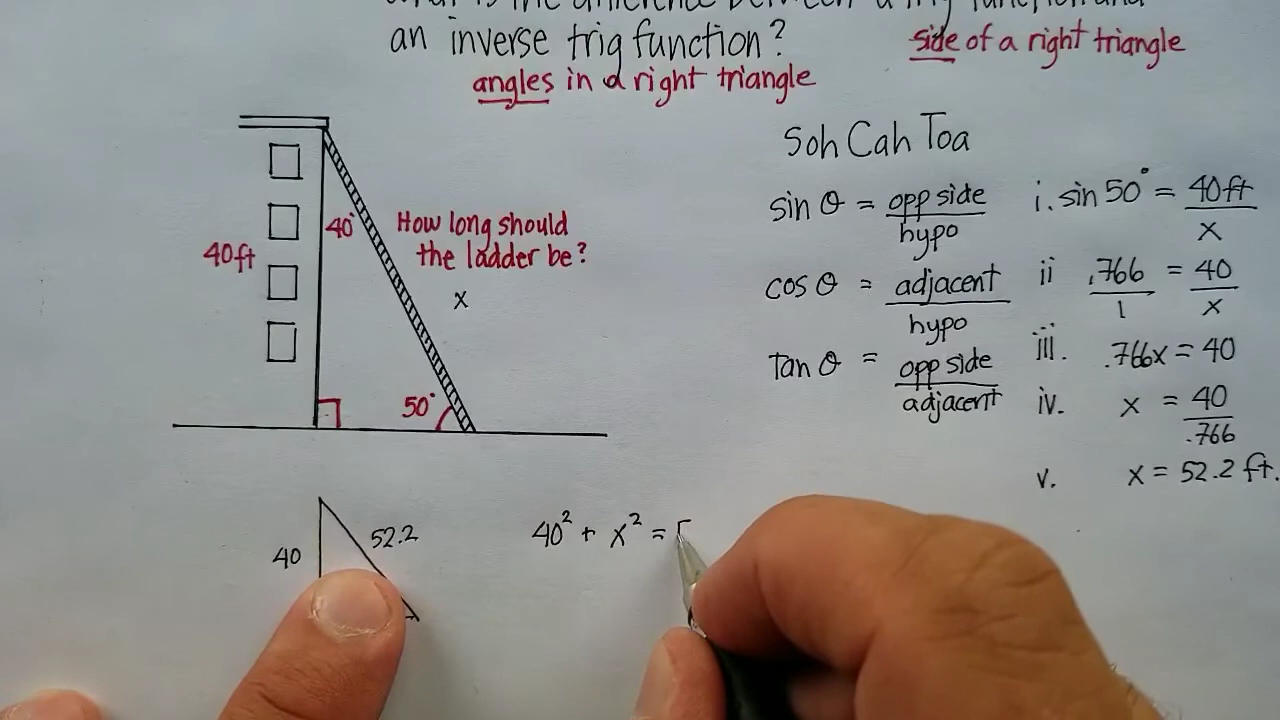 an inverse trig function?
side of a right triangle
angles in a right triangle
Soh Cah Toa
40ft
40°
How long should
the ladder be?
x
50°
sin θ = opp side
hypo
cos θ = adjacent
hypo
tan θ = opp side
adjacent
i. sin 50° = 40ft
x
ii .766 = 40
1 x
iii. .766x = 40
iv. x = 40
.766
v. x = 52.2 ft.
40
52.2
40² + x² =